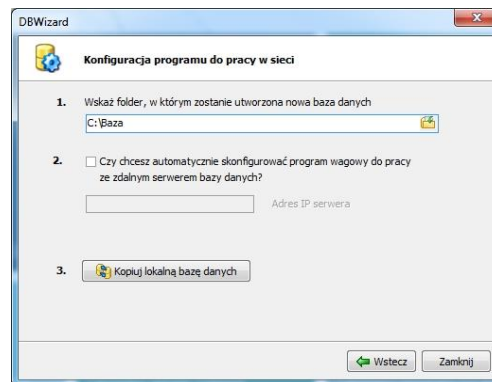 DBWizard
Konfiguracja programu do pracy w sieci
1. Wskaż folder, w którym zostanie utworzona nowa baza danych
C:\Baza
2. Czy chcesz automatycznie skonfigurować program wagowy do pracy
ze zdalnym serwerem bazy danych?
Adres IP serwera
3. Kopiuj lokalną bazę danych
Wstecz Zamknij